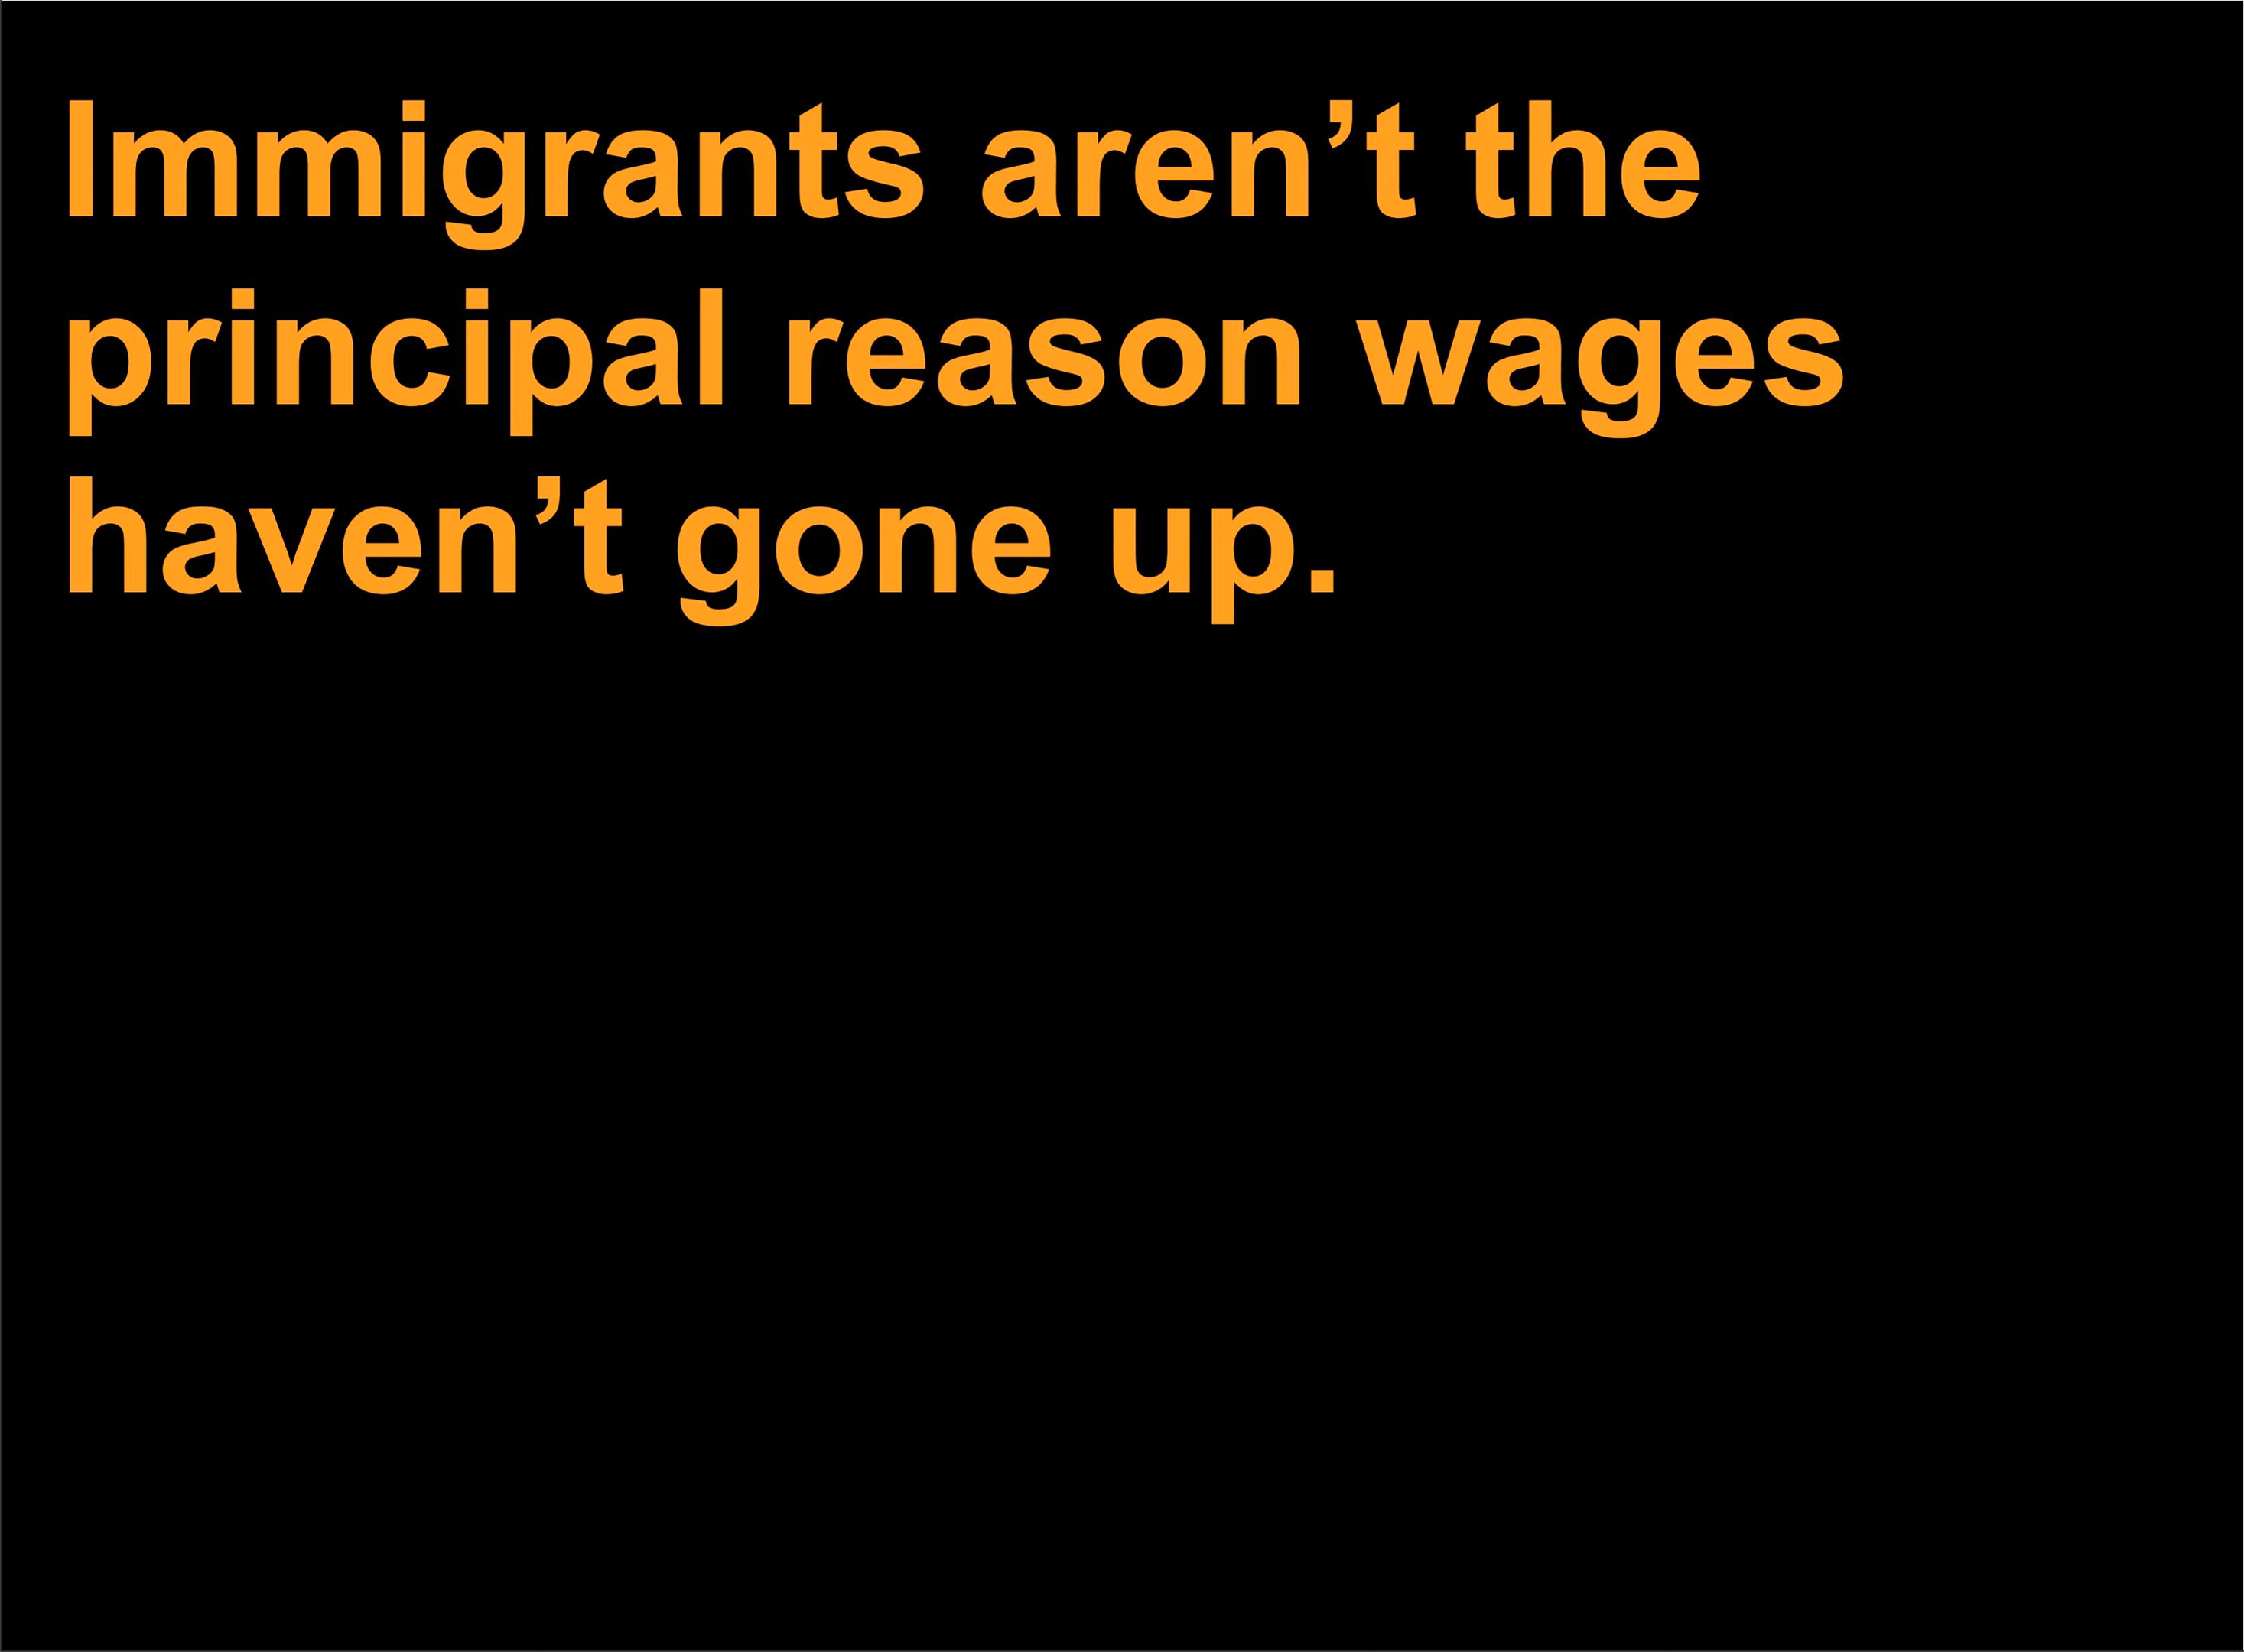 Immigrants aren’t the
principal reason wages
haven’t gone up.